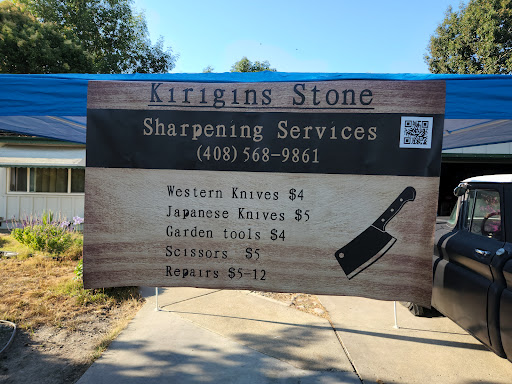 Kirigins Stone
Sharpening Services
(408) 568-9861
Western Knives $4
Japanese Knives $5
Garden tools $4
Scissors $5
Repairs $5-12